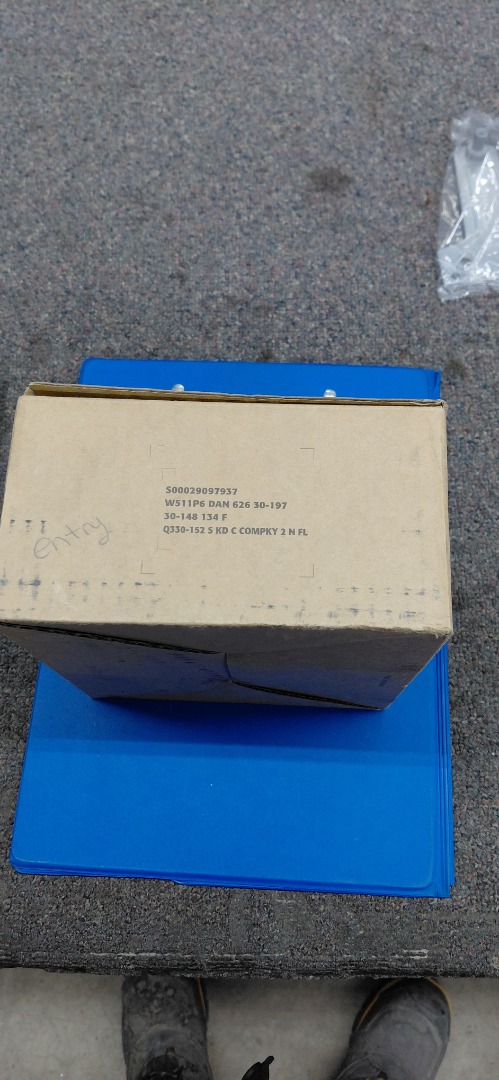 S00029097937
W511P6 DAN 626 30-197
30-148 134 F
Q330-152 S KD C COMPKY 2 N FL
entry